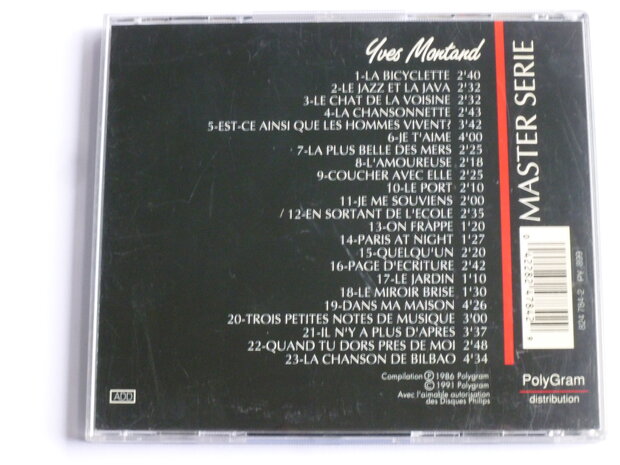 Yves Montand
1-LA BICYCLETTE 2'40
2-LE JAZZ ET LA JAVA 2'32
3-LE CHAT DE LA VOISINE 2'32
4-LA CHANSONNETTE 2'43
5-EST-CE AINSI QUE LES HOMMES VIVENT? 3'42
6-JE T'AIME 4'00
7-LA PLUS BELLE DES MERS 2'25
8-L'AMOUREUSE 2'18
9-COUCHER AVEC ELLE 2'25
10-LE PORT 2'10
11-JE ME SOUVIENS 2'00
/ 12-EN SORTANT DE L'ECOLE 2'35
13-ON FRAPPE 1'20
14-PARIS AT NIGHT 1'27
15-QUELQU'UN 2'20
16-PAGE D'ECRITURE 2'42
17-LE JARDIN 1'10
18-LE MIROIR BRISE 1'30
19-DANS MA MAISON 4'26
20-TROIS PETITES NOTES DE MUSIQUE 3'00
21-IL N'Y A PLUS D'APRES 3'37
22-QUAND TU DORS PRES DE MOI 2'48
23-LA CHANSON DE BILBAO 4'34
Compilation Ⓟ 1986 Polygram
© 1991 Polygram
Avec l'aimable autorisation
des Disques Philips
ADD
MASTER SERIE
824 784-2 PY 899
PolyGram
distribution